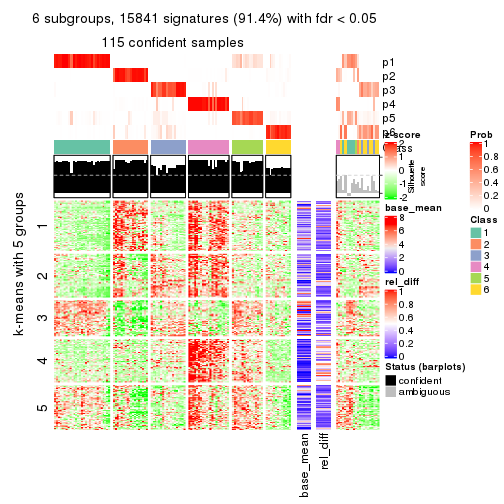 6 subgroups, 15841 signatures (91.4%) with fdr < 0.05
115 confident samples
p1
p2
p3
p4
p5
p6
Class
z-score
2
1
0
-1
-2
Silhouette
score
Prob
1
0.8
0.6
0.4
0.2
0
base_mean
8
6
4
2
0
Class
1
2
3
4
5
6
rel_diff
1
0.8
0.6
0.4
0.2
0
Status (barplots)
confident
ambiguous
k-means with 5 groups
1
2
3
4
5
base_mean
rel_diff